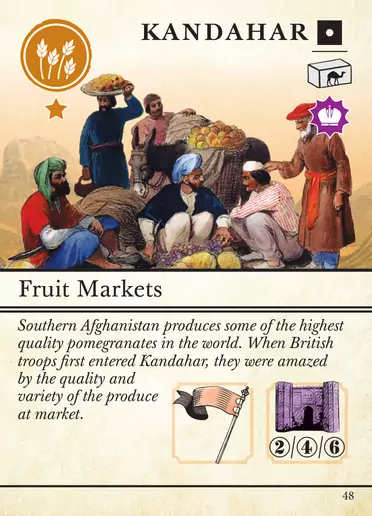 KANDAHAR
Fruit Markets
Southern Afghanistan produces some of the highest
quality pomegranates in the world. When British
troops first entered Kandahar, they were amazed
by the quality and
variety of the produce
at market.
2/4/6
48